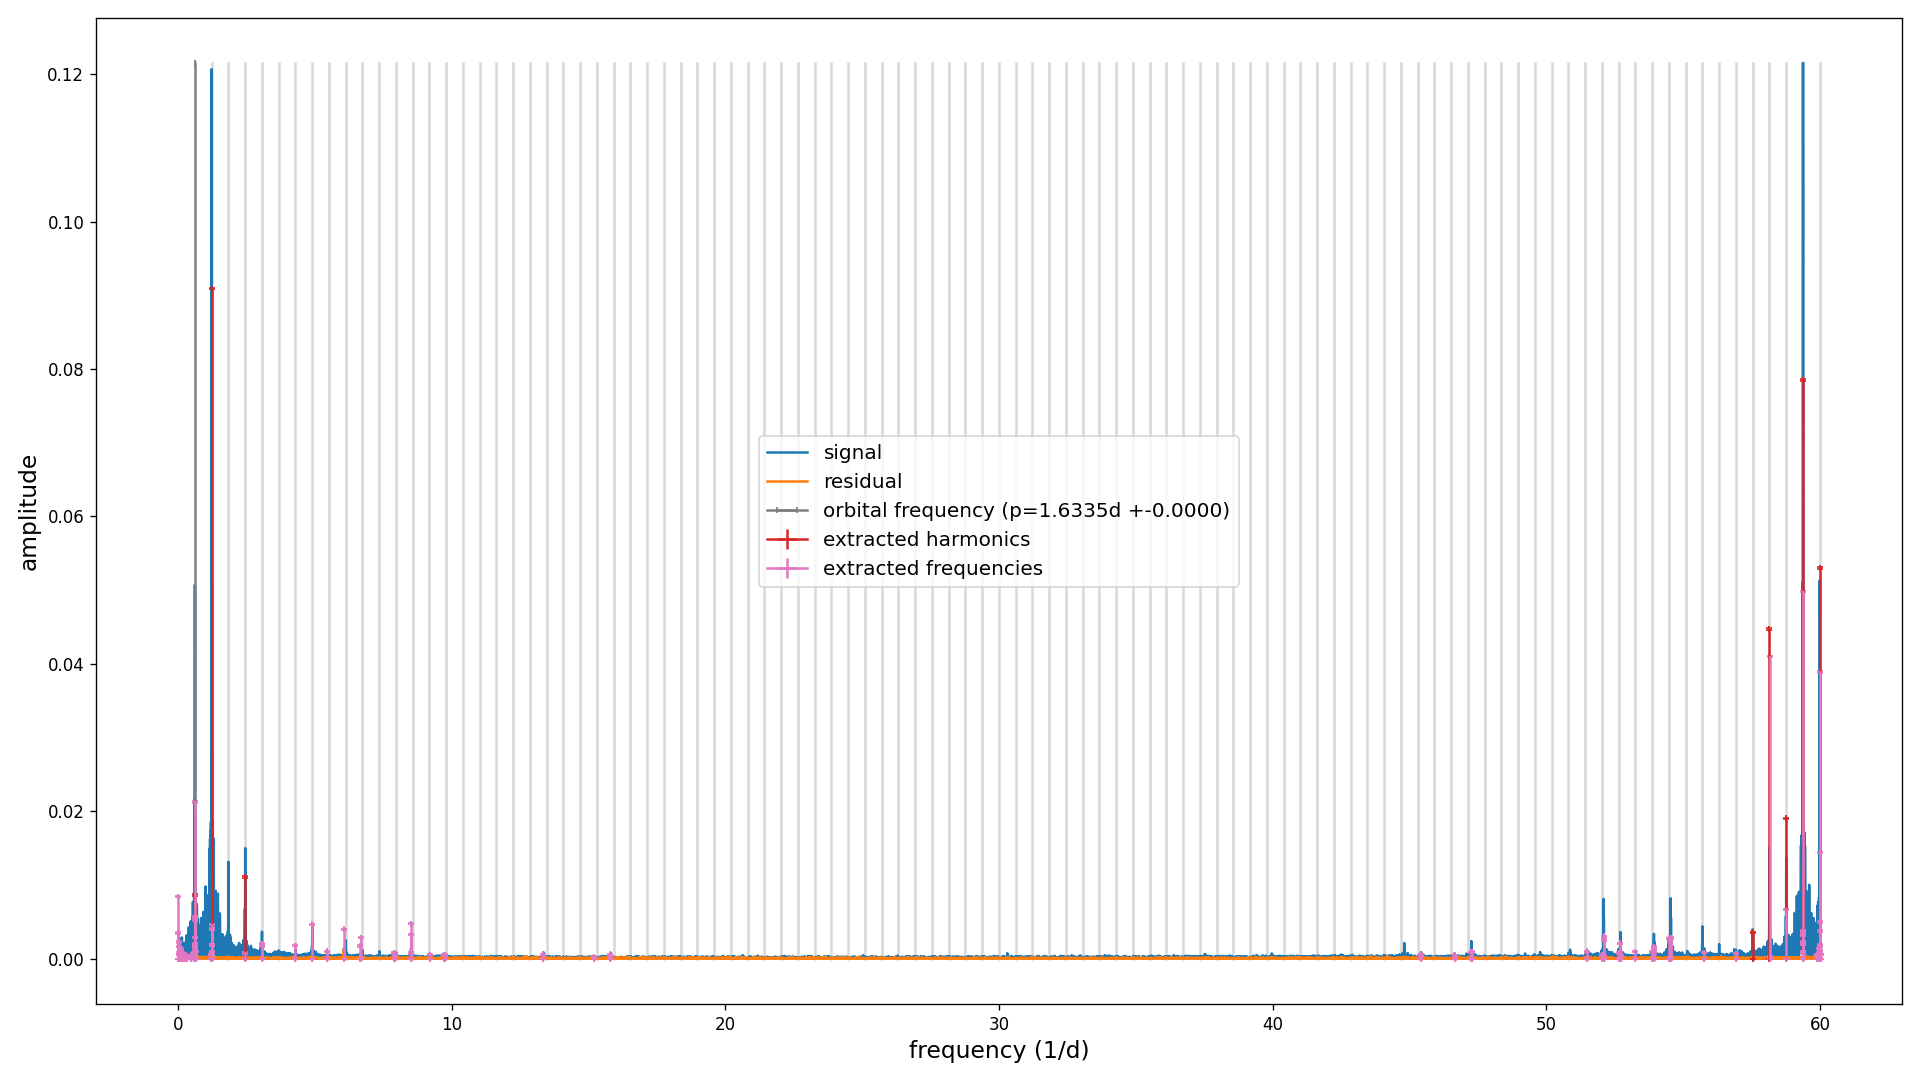 0.12
0.10
0.08
0.06
0.04
0.02
0.00
amplitude
signal
residual
orbital frequency (p=1.6335d +-0.0000)
extracted harmonics
extracted frequencies
0 10 20 30 40 50 60
frequency (1/d)